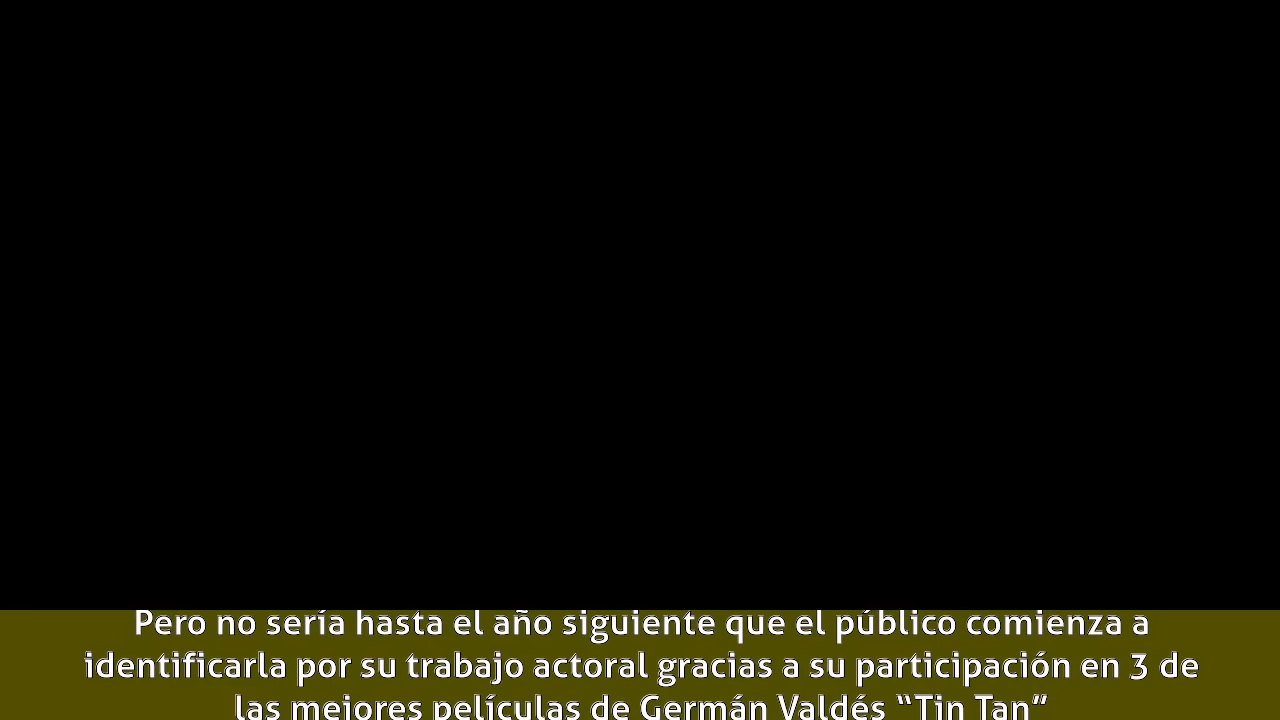 Pero no sería hasta el año siguiente que el público comienza a
identificarla por su trabajo actoral gracias a su participación en 3 de
las mejores películas de Germán Valdés “Tin Tan”